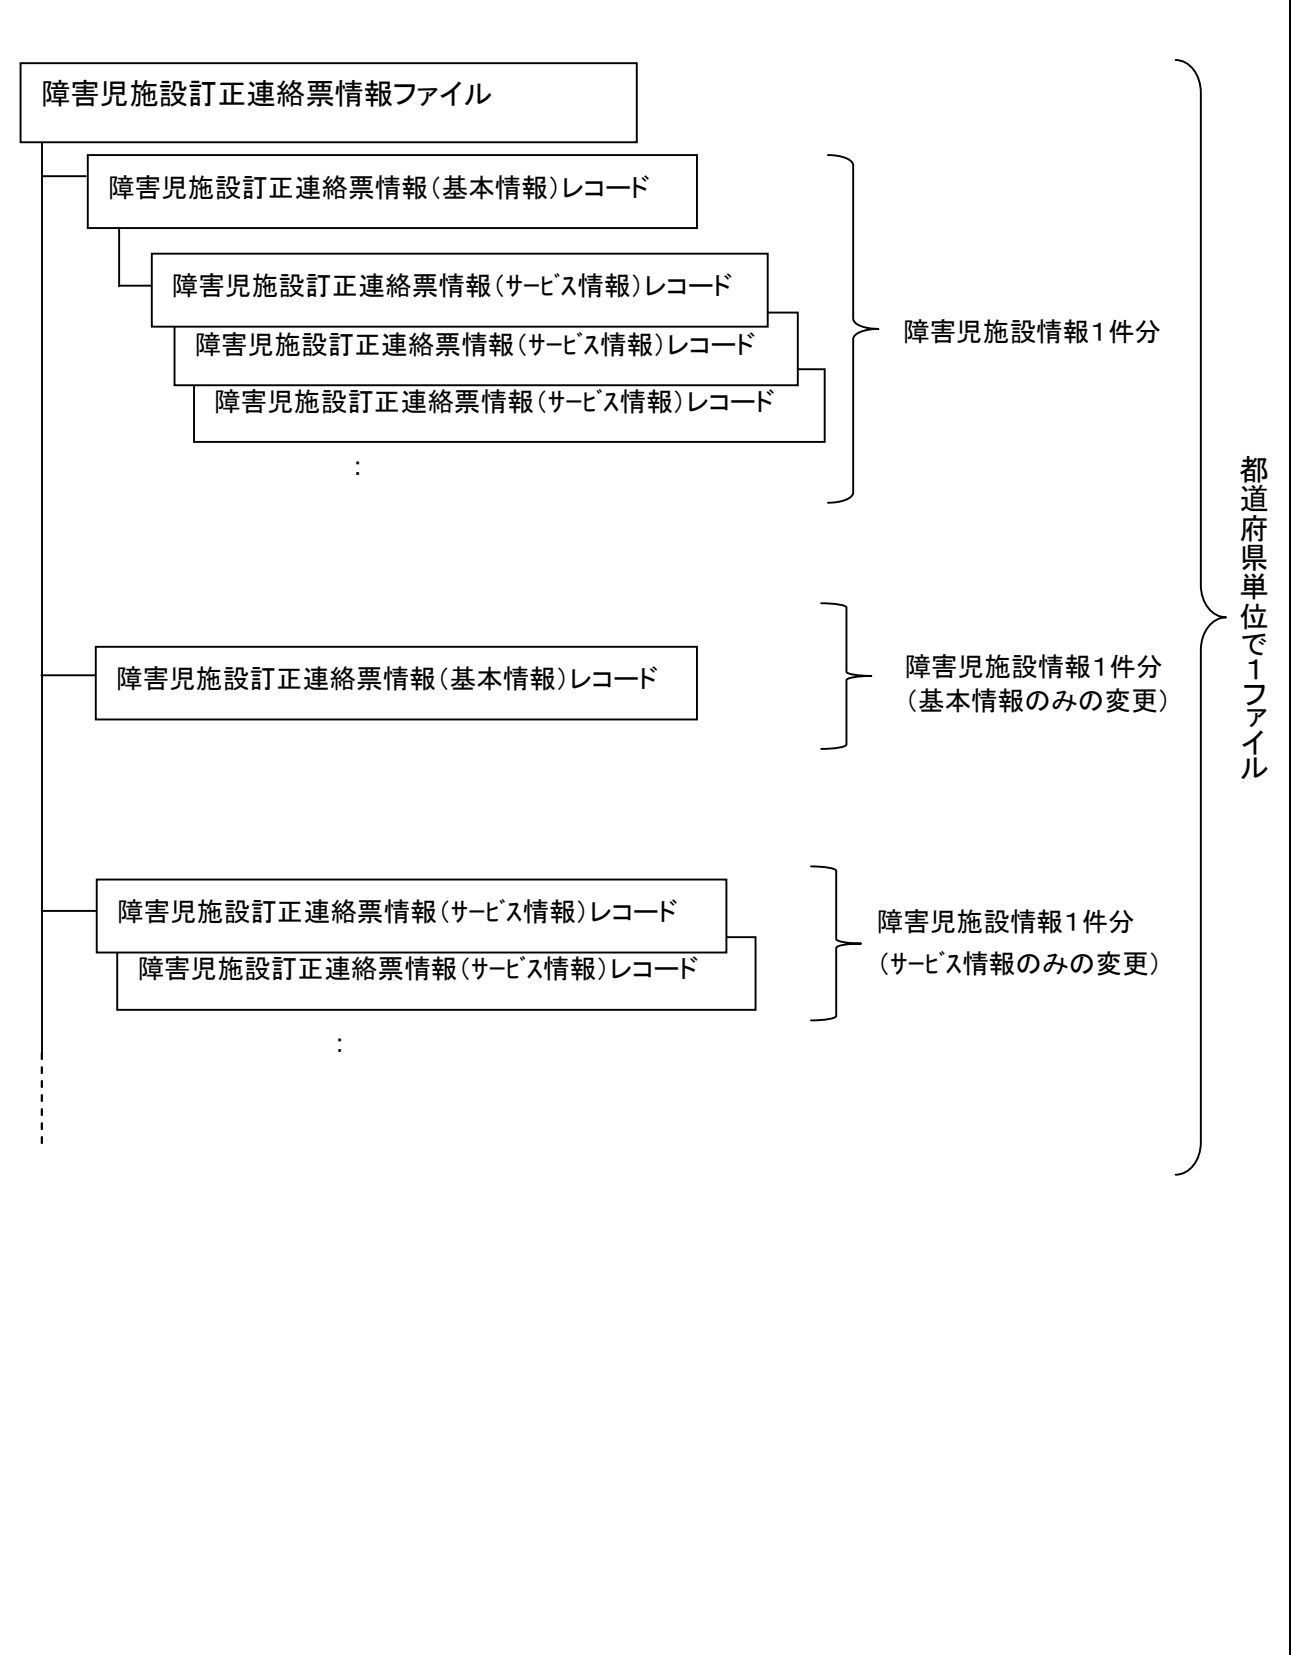 障害児施設訂正連絡票情報ファイル
障害児施設訂正連絡票情報（基本情報）レコード
障害児施設訂正連絡票情報（ｻｰﾋﾞｽ情報）レコード
障害児施設訂正連絡票情報（ｻｰﾋﾞｽ情報）レコード
障害児施設訂正連絡票情報（ｻｰﾋﾞｽ情報）レコード
：
障害児施設情報１件分
障害児施設訂正連絡票情報（基本情報）レコード
障害児施設情報１件分
（基本情報のみの変更）
障害児施設訂正連絡票情報（ｻｰﾋﾞｽ情報）レコード
障害児施設訂正連絡票情報（ｻｰﾋﾞｽ情報）レコード
：
障害児施設情報１件分
（ｻｰﾋﾞｽ情報のみの変更）
都道府県単位で１ファイル